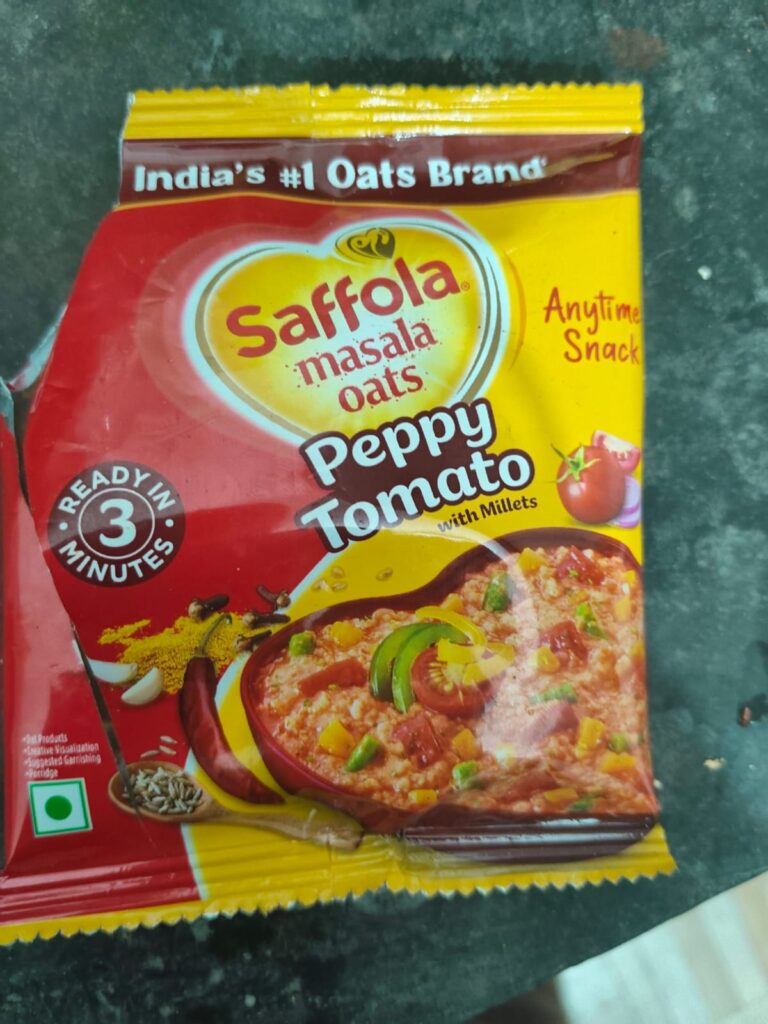 India's #1 Oats Brand*
Saffola®
masala
oats
Anytime
Snack
Peppy
Tomato
with Millets
READY IN
3
MINUTES
*Creative Visualization
*Suggested Garnishing
*Porridge